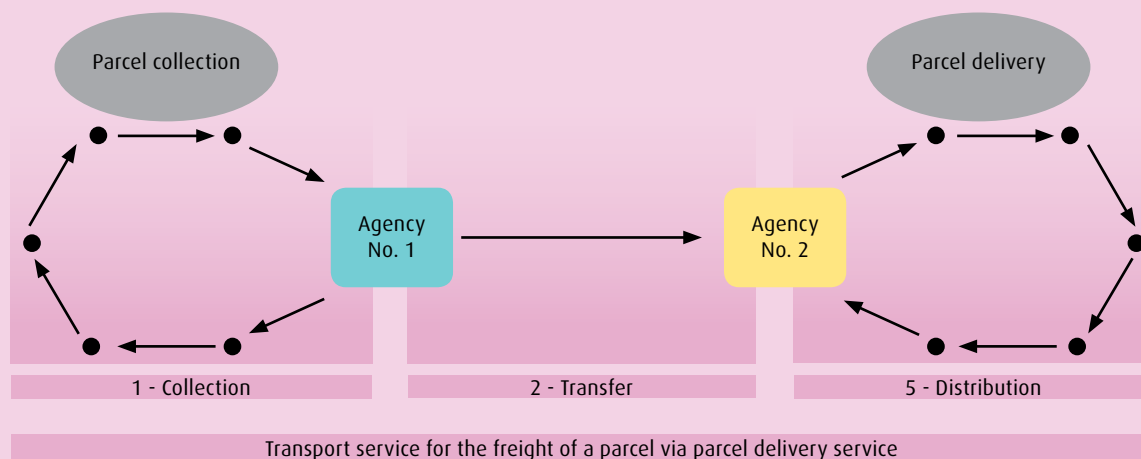 Parcel collection
Parcel delivery
Agency
No. 1
Agency
No. 2
1 - Collection
2 - Transfer
5 - Distribution
Transport service for the freight of a parcel via parcel delivery service